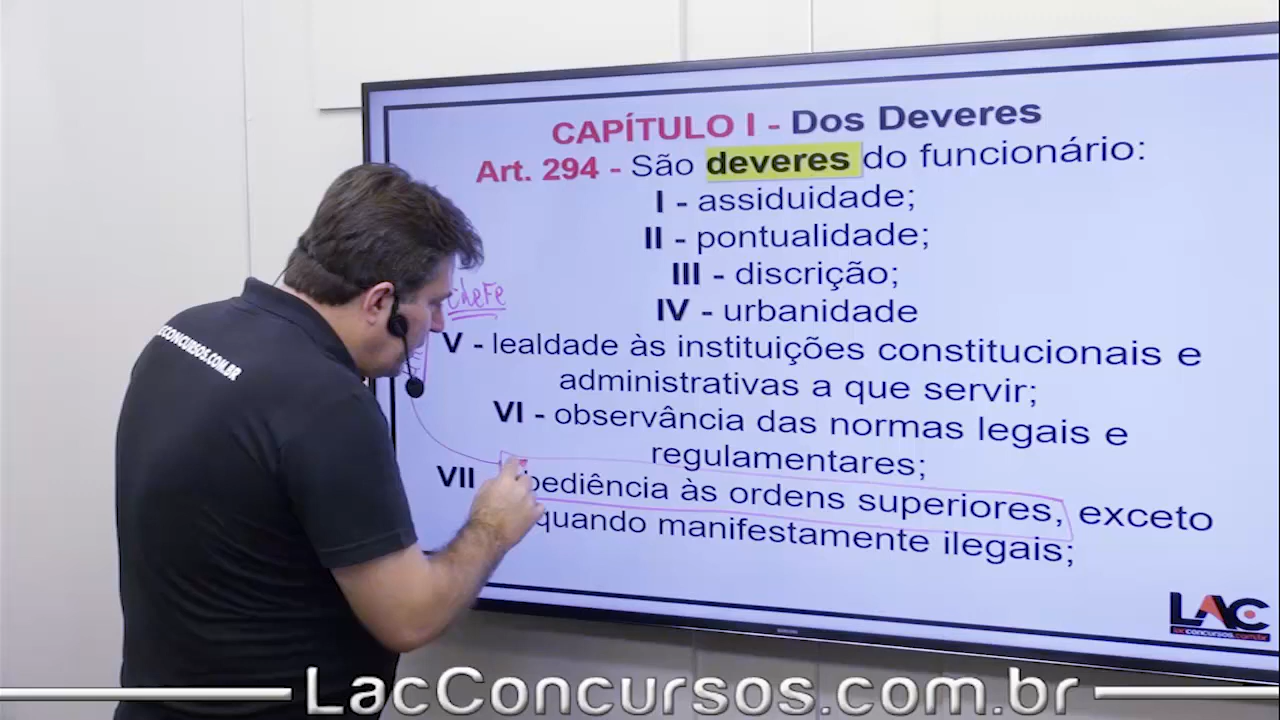 CAPÍTULO I - Dos Deveres
Art. 294 - São deveres do funcionário:
I - assiduidade;
II - pontualidade;
III - discrição;
IV - urbanidade
cheFe
V - lealdade às instituições constitucionais e
administrativas a que servir;
VI - observância das normas legais e
regulamentares;
VII bediência às ordens superiores, exceto
quando manifestamente ilegais;
LAC
lacconcursos.com.br
CONCURSOS.COM.BR
LacConcursos.com.br